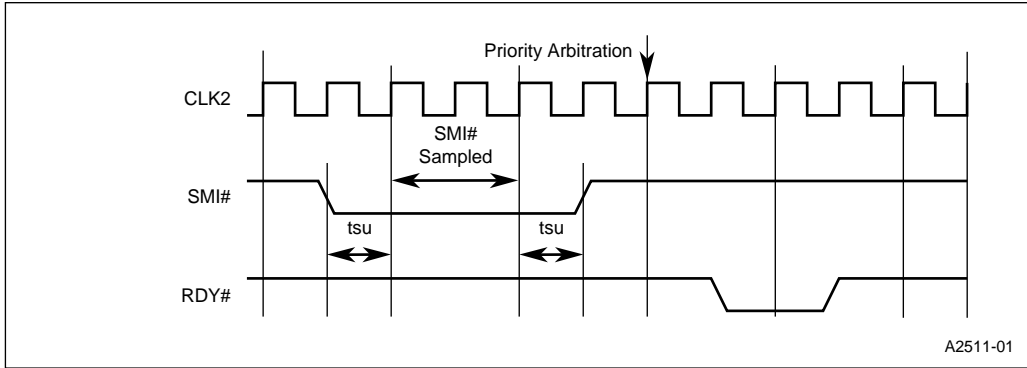 Priority Arbitration
CLK2
SMI#
Sampled
SMI#
tsu
tsu
RDY#
A2511-01